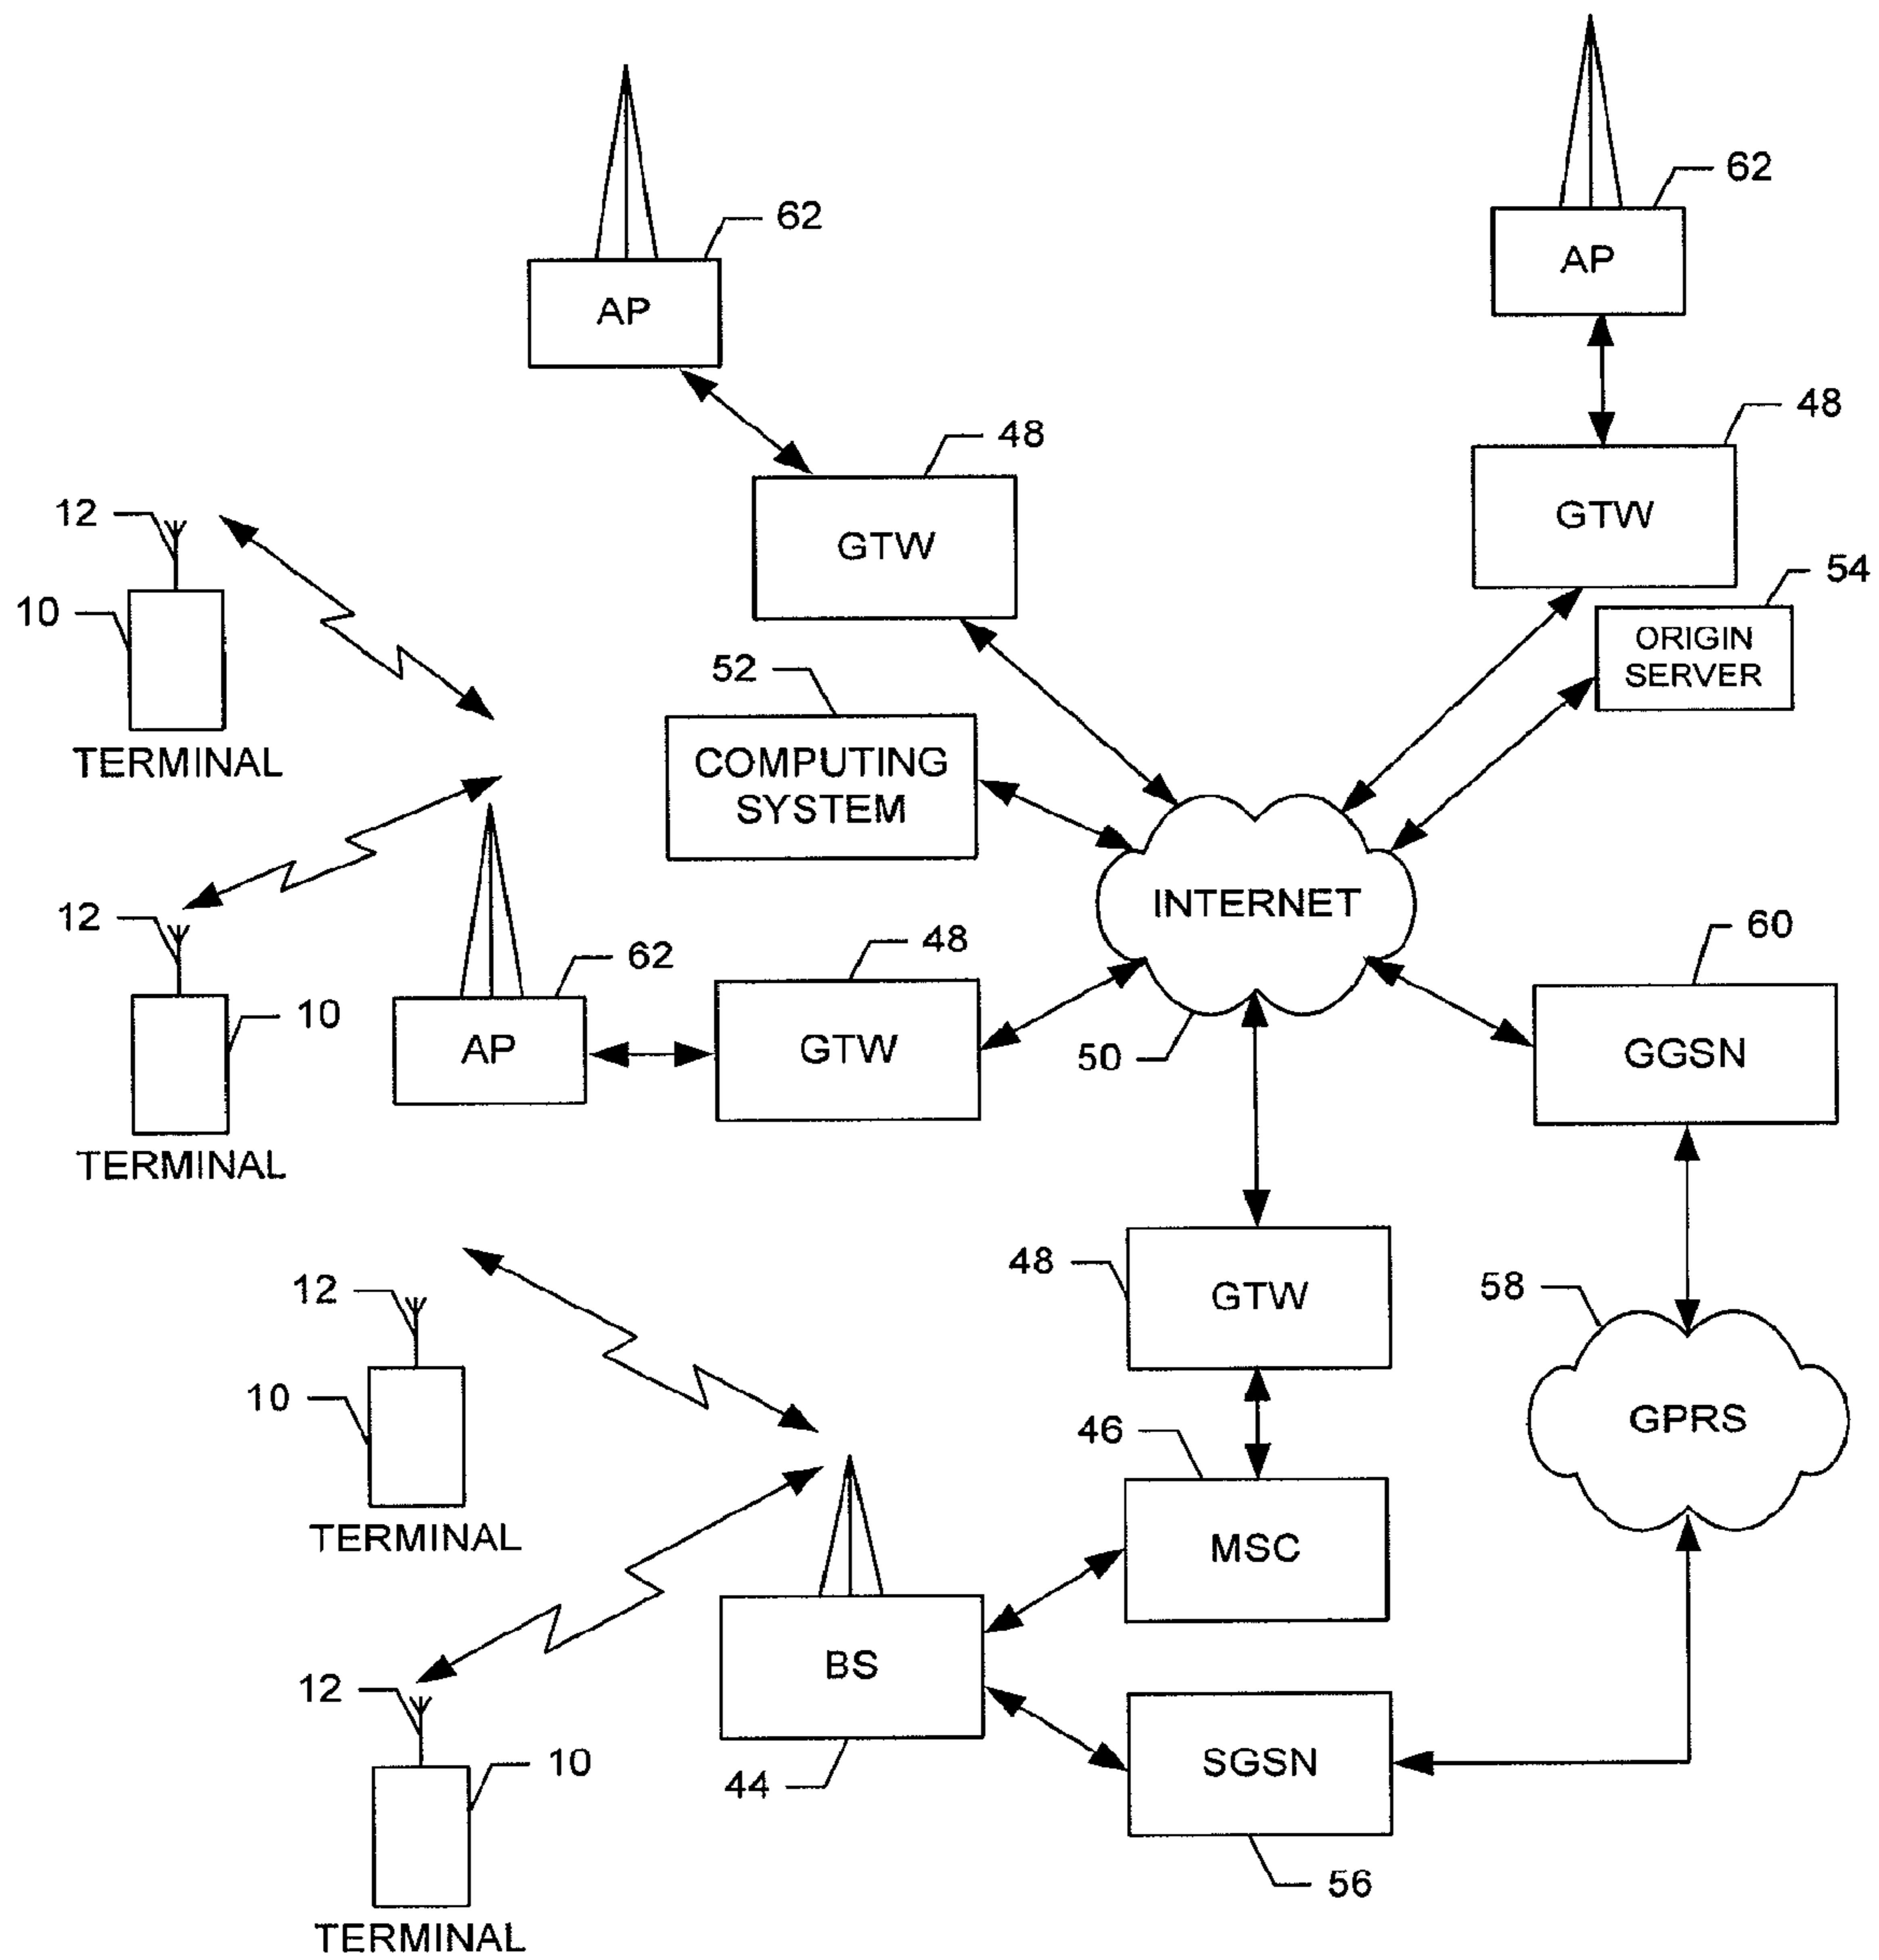 62
AP
62
AP
48
GTW
48
GTW
12
10
TERMINAL
54
ORIGIN
SERVER
52
COMPUTING
SYSTEM
INTERNET
50
12
10
TERMINAL
62
AP
48
GTW
60
GGSN
48
GTW
58
GPRS
12
10
TERMINAL
46
MSC
BS
44
12
10
TERMINAL
SGSN
56